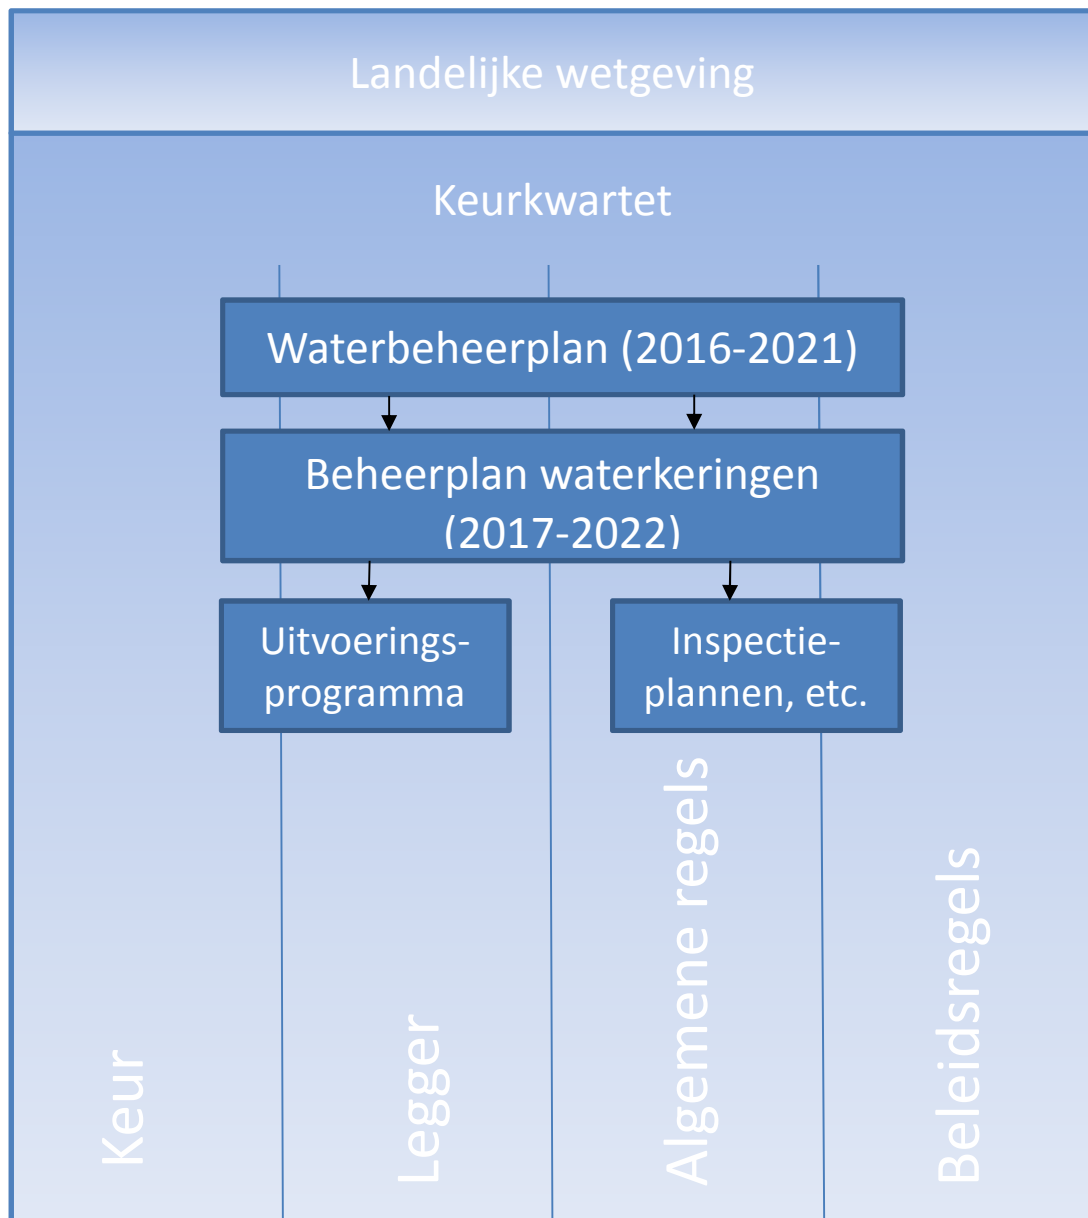 Landelijke wetgeving
Keurkwartet
Waterbeheerplan (2016-2021)
Beheerplan waterkeringen
(2017-2022)
Uitvoerings-
programma
Inspectie-
plannen, etc.
Keur
Legger
Algemene regels
Beleidsregels